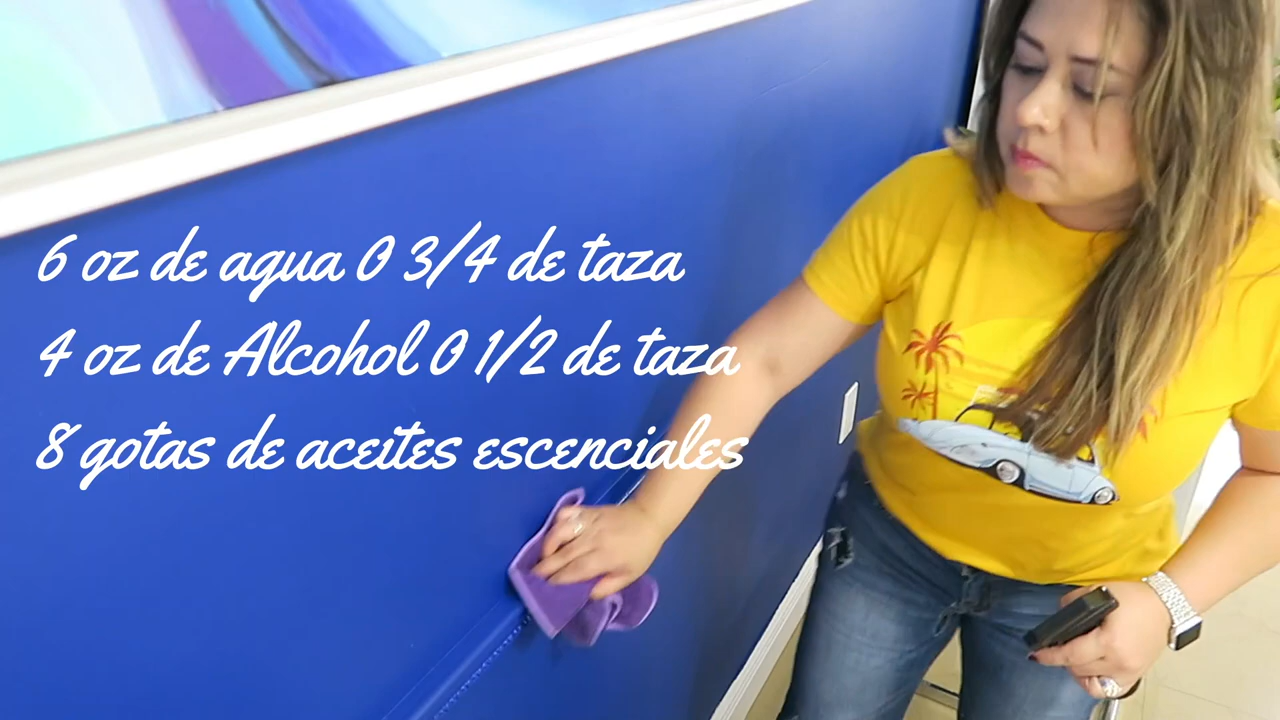 6 oz de agua O 3/4 de taza
4 oz de Alcohol O 1/2 de taza
8 gotas de aceites escenciales